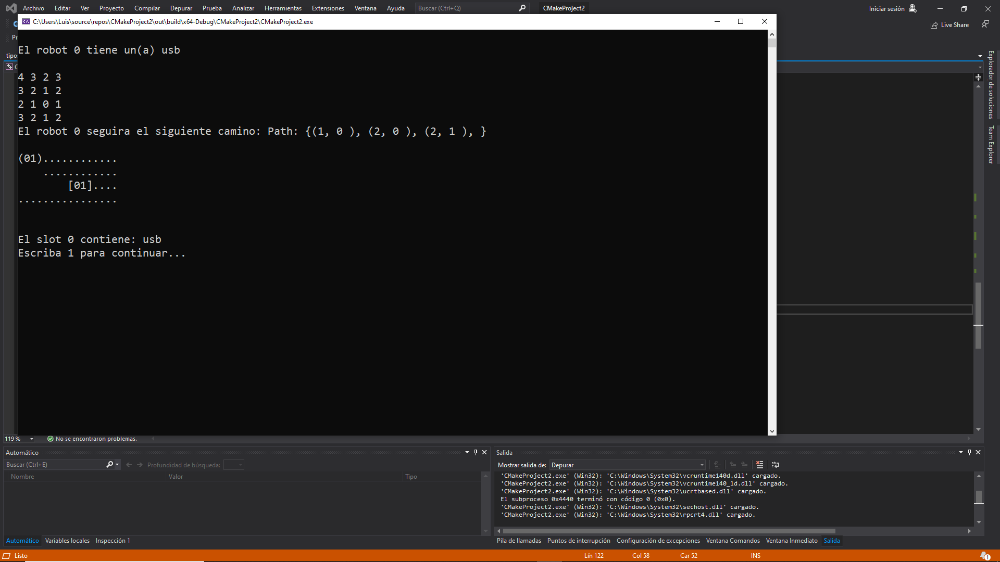 Archivo Editar Ver Proyecto Compilar Depurar Prueba Analizar Herramientas Extensiones Ventana Ayuda Buscar (Ctrl+Q) CMakeProject2 Iniciar sesión
C:\Users\Luis\source\repos\CMakeProject2\out\build\x64-Debug\CMakeProject2\CMakeProject2.exe
Live Share
El robot 0 tiene un(a) usb
4 3 2 3
3 2 1 2
2 1 0 1
3 2 1 2
El robot 0 seguira el siguiente camino: Path: {(1, 0 ), (2, 0 ), (2, 1 ), }
(01)............
............
[01]....
................
El slot 0 contiene: usb
Escriba 1 para continuar...
Explorador de soluciones
Team Explorer
119 % No se encontraron problemas.
Automático
Buscar (Ctrl+E) Profundidad de búsqueda:
Nombre Valor Tipo
Automático Variables locales Inspección 1
Salida
Mostrar salida de: Depurar
'CMakeProject2.exe' (Win32): 'C:\Windows\System32\vcruntime140d.dll' cargado.
'CMakeProject2.exe' (Win32): 'C:\Windows\System32\vcruntime140_1d.dll' cargado.
'CMakeProject2.exe' (Win32): 'C:\Windows\System32\ucrtbased.dll' cargado.
El subproceso 0x4440 terminó con código 0 (0x0).
'CMakeProject2.exe' (Win32): 'C:\Windows\System32\sechost.dll' cargado.
'CMakeProject2.exe' (Win32): 'C:\Windows\System32\rpcrt4.dll' cargado.
Pila de llamadas Puntos de interrupción Configuración de excepciones Ventana Comandos Ventana Inmediato Salida
Listo Lín 122 Col 58 Car 52 INS 1